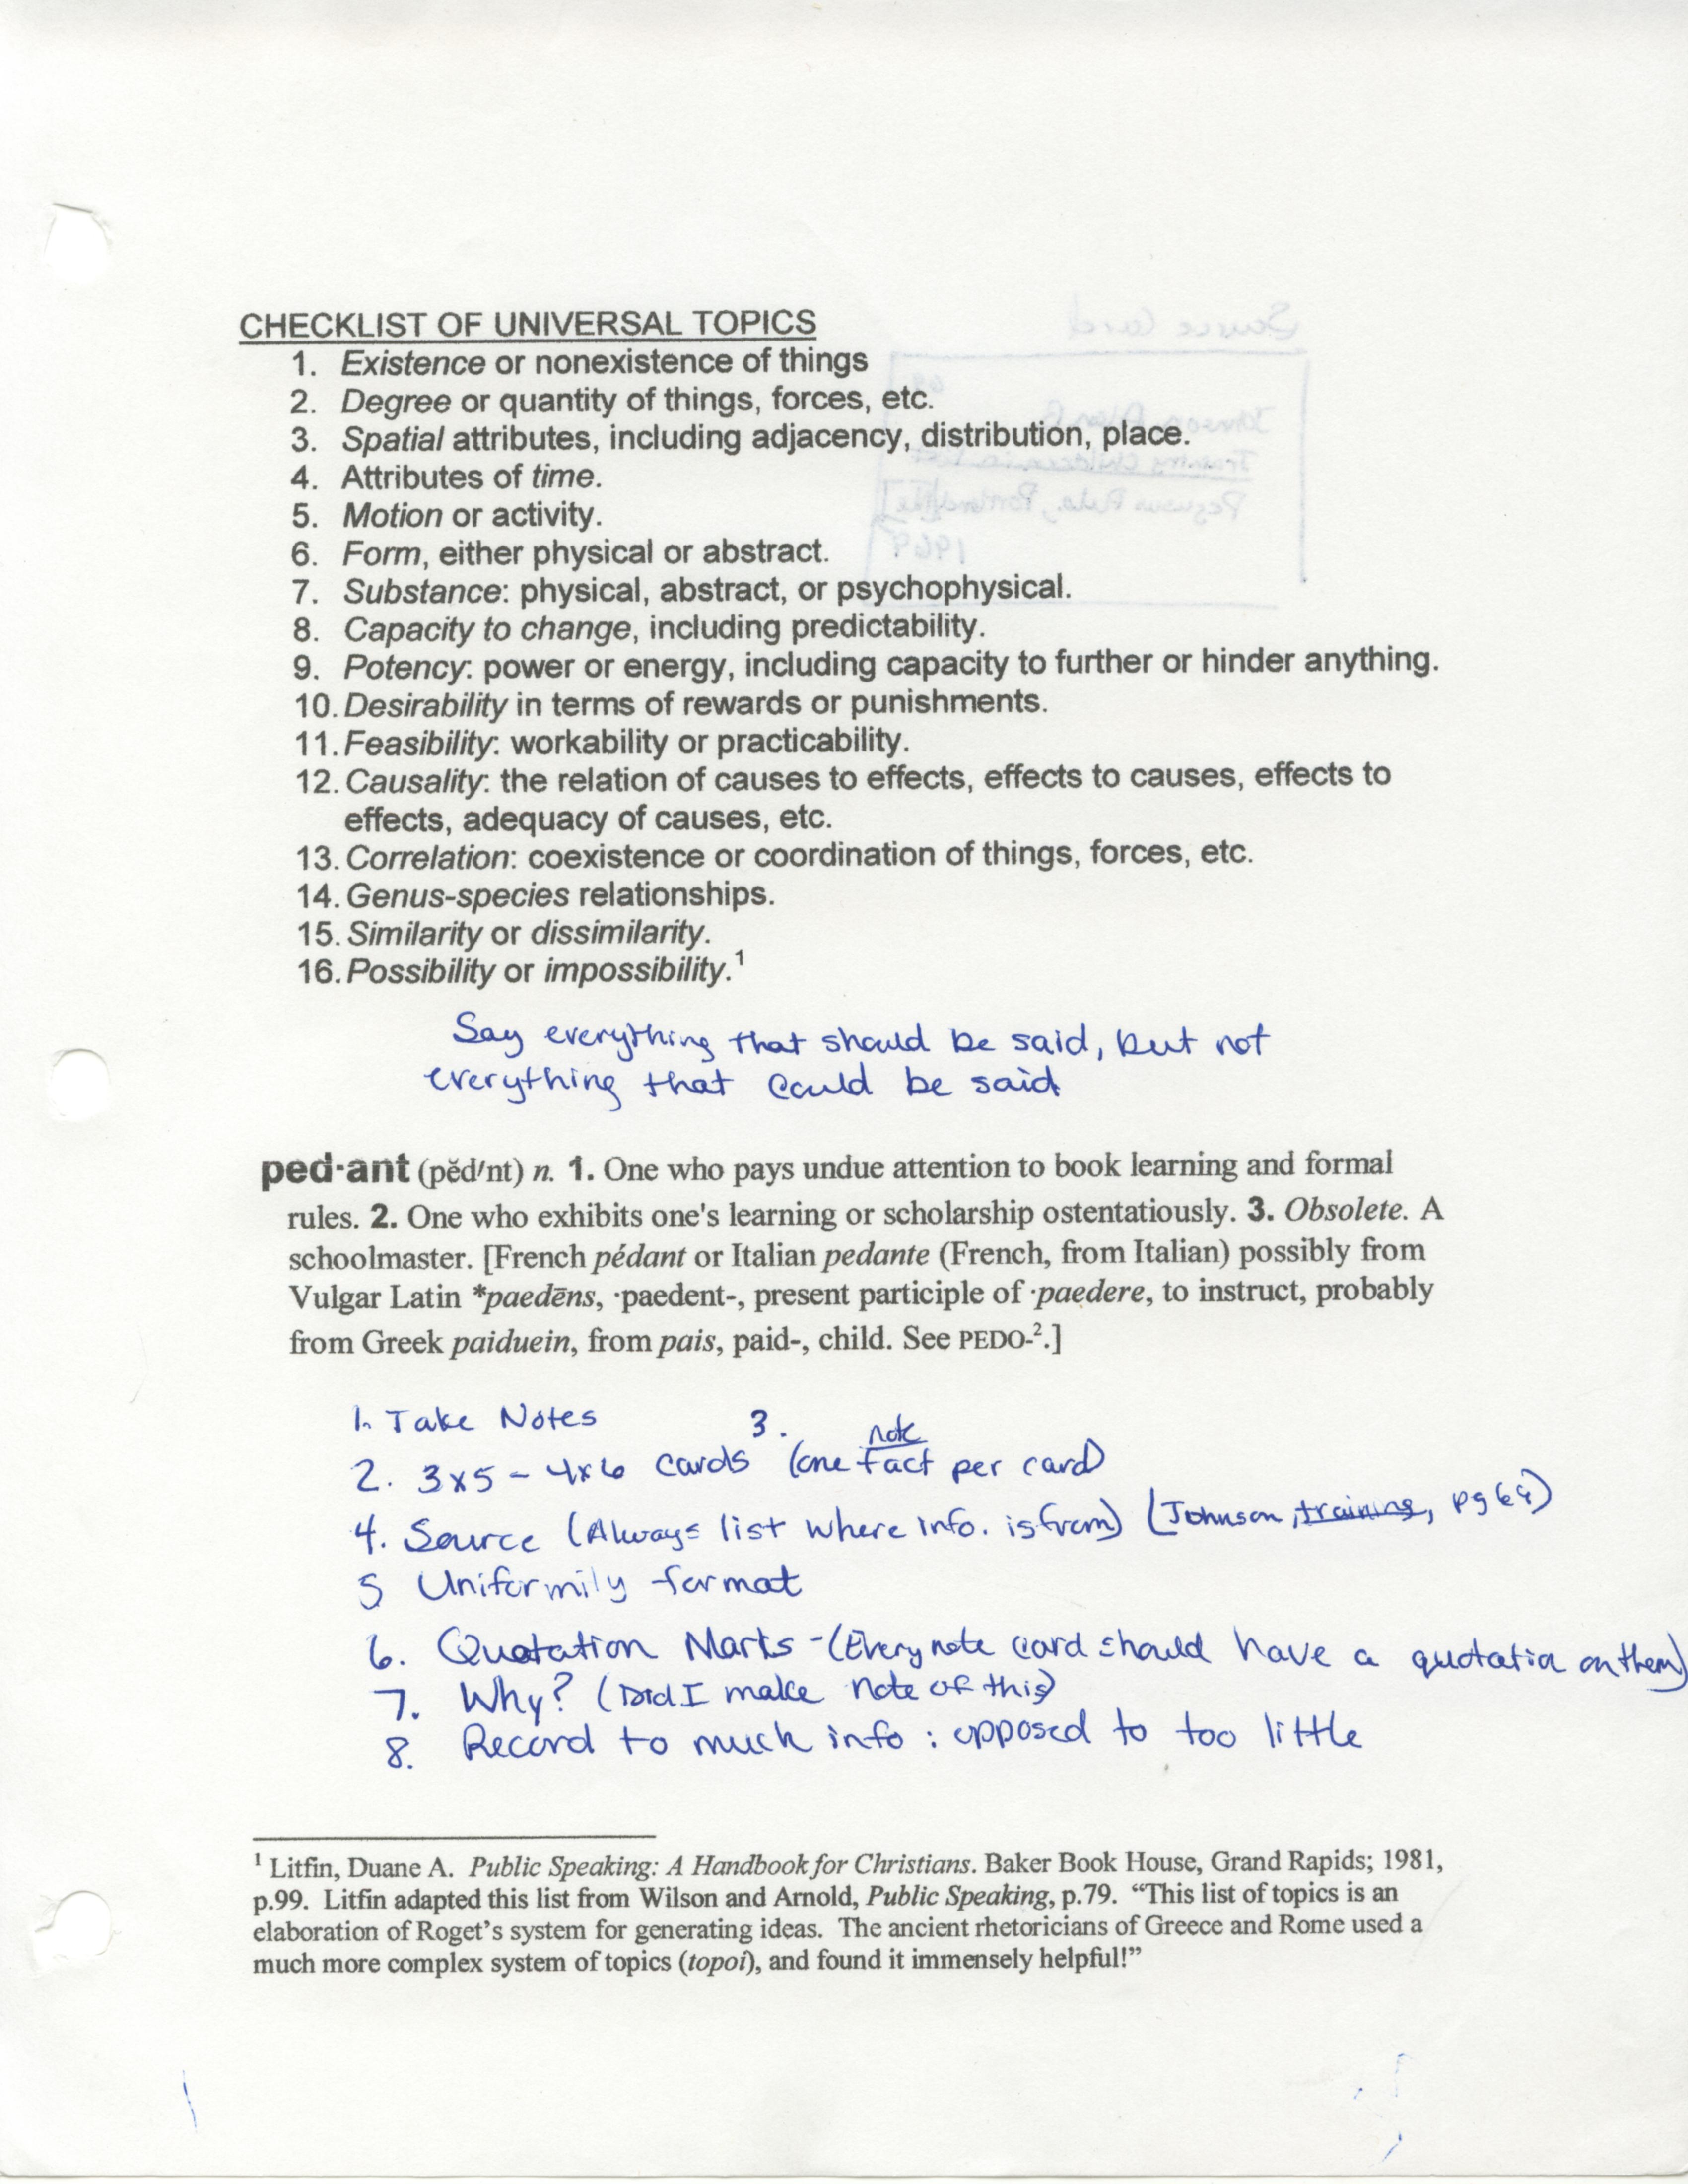 CHECKLIST OF UNIVERSAL TOPICS
1. Existence or nonexistence of things
2. Degree or quantity of things, forces, etc.
3. Spatial attributes, including adjacency, distribution, place.
4. Attributes of time.
5. Motion or activity.
6. Form, either physical or abstract.
7. Substance: physical, abstract, or psychophysical.
8. Capacity to change, including predictability.
9. Potency: power or energy, including capacity to further or hinder anything.
10. Desirability in terms of rewards or punishments.
11. Feasibility: workability or practicability.
12. Causality: the relation of causes to effects, effects to causes, effects to
effects, adequacy of causes, etc.
13. Correlation: coexistence or coordination of things, forces, etc.
14. Genus-species relationships.
15. Similarity or dissimilarity.
16. Possibility or impossibility.¹
Say everything that should be said, but not
everything that could be said
ped·ant (pĕd′nt) n. 1. One who pays undue attention to book learning and formal
rules. 2. One who exhibits one's learning or scholarship ostentatiously. 3. Obsolete. A
schoolmaster. [French pédant or Italian pedante (French, from Italian) possibly from
Vulgar Latin *paedēns, ·paedent-, present participle of ·paedere, to instruct, probably
from Greek paiduein, from pais, paid-, child. See PEDO-².]
1. Take Notes
2. 3x5 - 4x6 cards 3. (one fact per card)
note
4. Source (Always list where info. is from) (Johnson, training, pg 69)
5 Uniformily format
6. Quotation Marks - (Every note card should have a quotation on them)
7. Why? (Did I make note of this)
8. Record to much info : opposed to too little
¹ Litfin, Duane A. Public Speaking: A Handbook for Christians. Baker Book House, Grand Rapids; 1981,
p.99. Litfin adapted this list from Wilson and Arnold, Public Speaking, p.79. “This list of topics is an
elaboration of Roget’s system for generating ideas. The ancient rhetoricians of Greece and Rome used a
much more complex system of topics (topoi), and found it immensely helpful!”